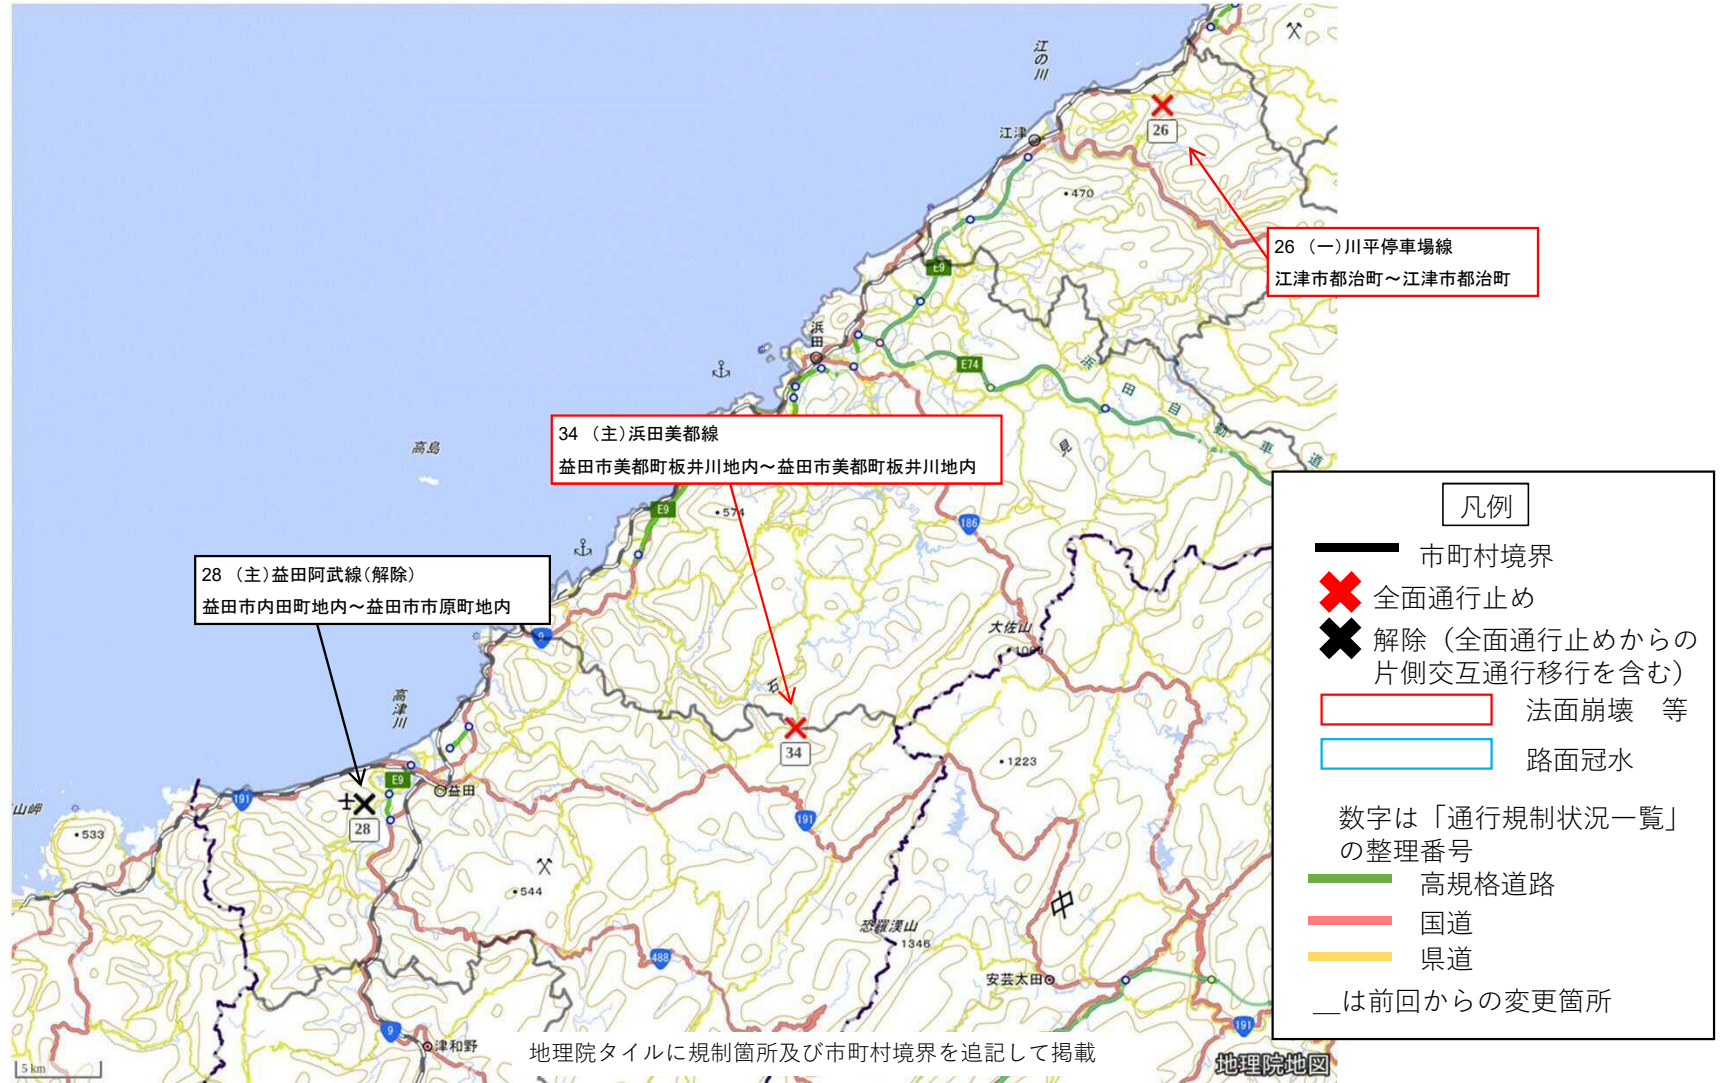 江の川
江津
26
470
26 （一）川平停車場線
江津市都治町～江津市都治町
E9
浜田
E74
浜田自動車道
高島
34 （主）浜田美都線
益田市美都町板井川地内～益田市美都町板井川地内
見
E9
574
186
28 （主）益田阿武線（解除）
益田市内田町地内～益田市市原町地内
9
大佐山
1069
石
高津川
34
1223
E9
益田
191
191
28
山岬
533
544
恐羅漢山
1346
488
安芸太田
9
津和野
191
5 km
地理院タイルに規制箇所及び市町村境界を追記して掲載
地理院地図
凡例
市町村境界
全面通行止め
解除（全面通行止めからの
片側交互通行移行を含む）
法面崩壊　等
路面冠水
数字は「通行規制状況一覧」
の整理番号
高規格道路
国道
県道
__は前回からの変更箇所